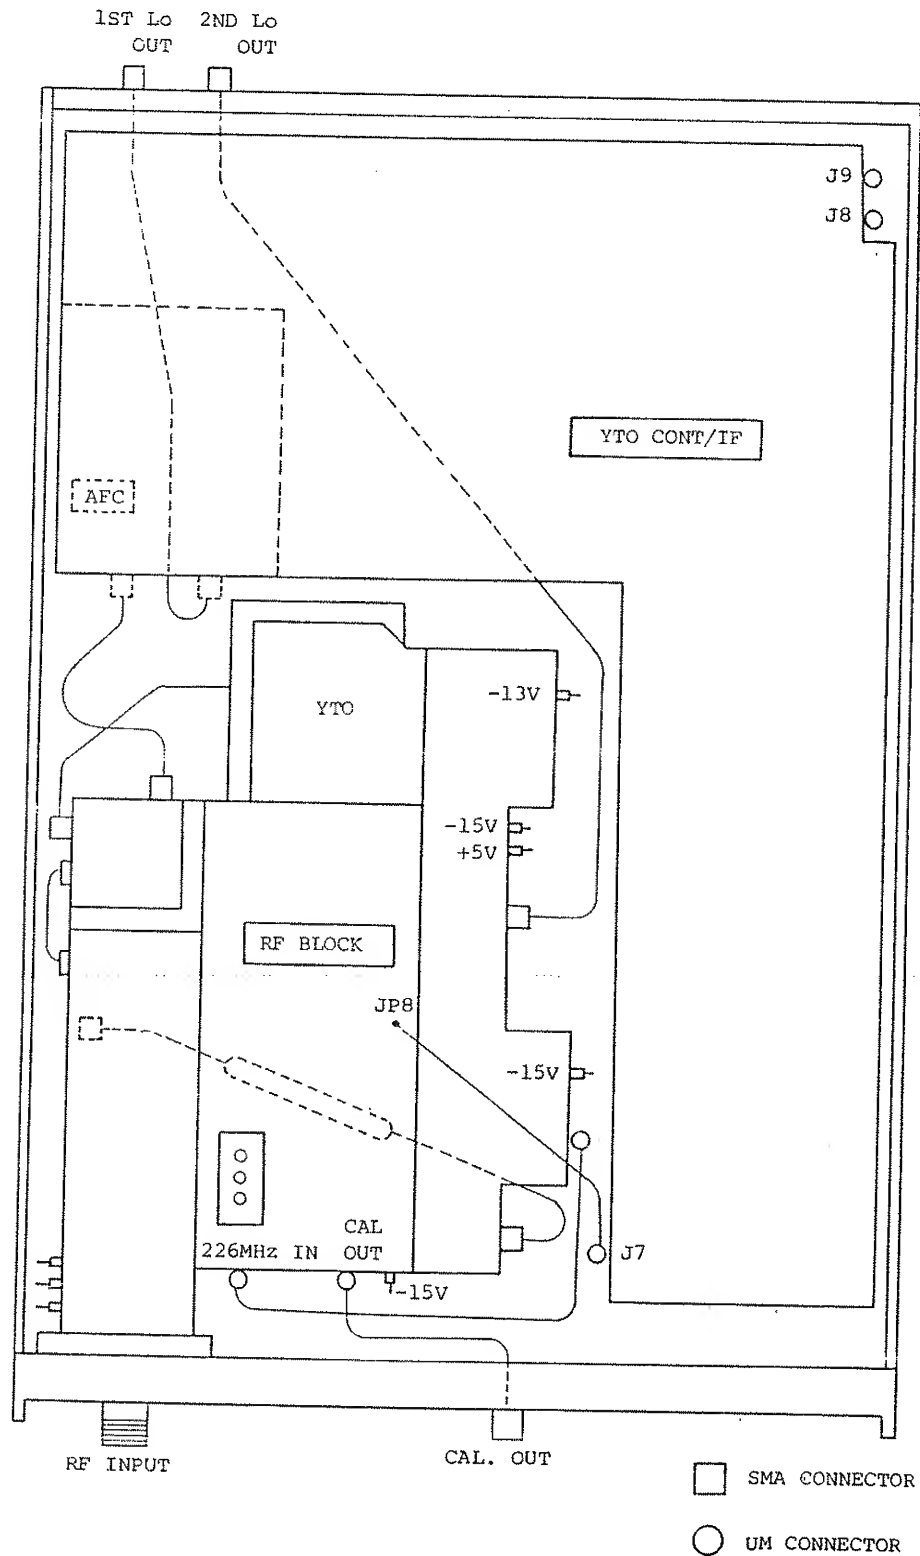 1ST Lo OUT
2ND Lo OUT
J9
J8
YTO CONT/IF
AFC
YTO
-13V
-15V
+5V
RF BLOCK
JP8
-15V
226MHz IN
CAL OUT
J7
-15V
RF INPUT
CAL. OUT
SMA CONNECTOR
UM CONNECTOR